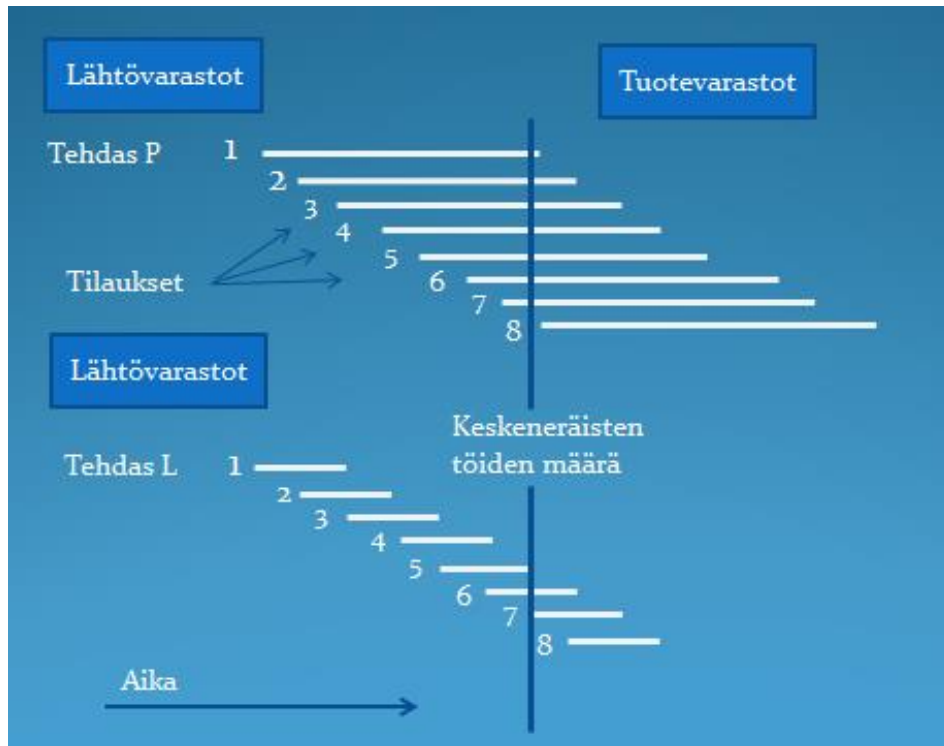 Lähtövarastot
Tuotevarastot
Tehdas P
1
2
3
4
5
6
7
8
Tilaukset
Lähtövarastot
Keskeneräisten
töiden määrä
Tehdas L
1
2
3
4
5
6
7
8
Aika